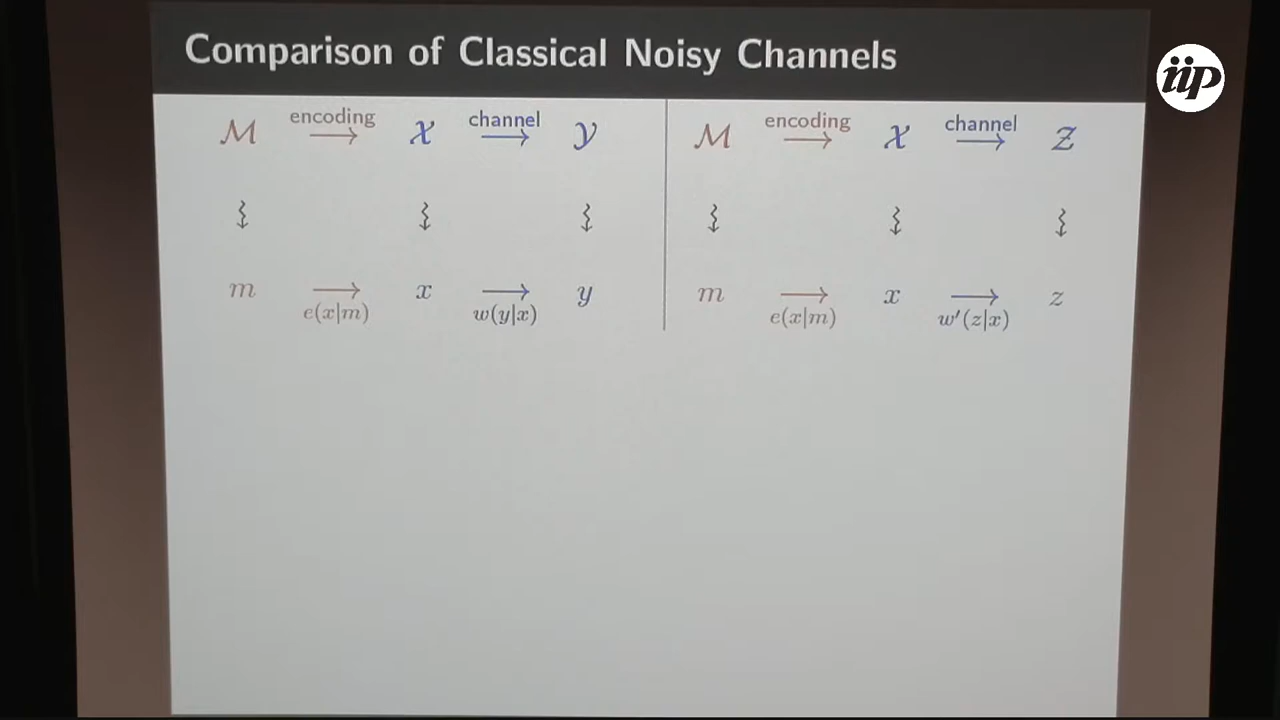 Comparison of Classical Noisy Channels
iip
encoding channel
ℳ → 𝒳 → 𝒴
m → x → y
e(x|m) w(y|x)
encoding channel
ℳ → 𝒳 → 𝒵
m → x → z
e(x|m) w′(z|x)